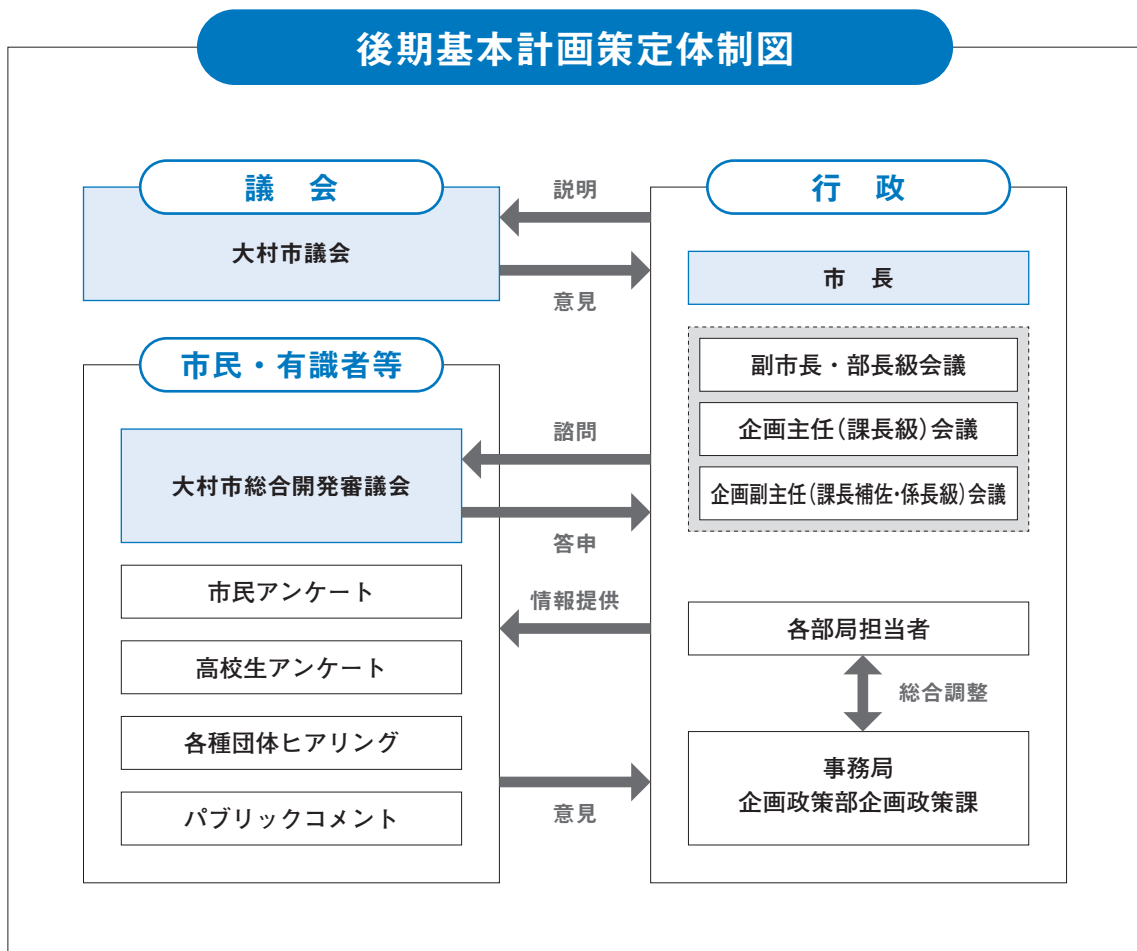 後期基本計画策定体制図
議 会
大村市議会
説明
意見
市民・有識者等
大村市総合開発審議会
市民アンケート
高校生アンケート
各種団体ヒアリング
パブリックコメント
諮問
答申
情報提供
意見
行 政
市 長
副市長・部長級会議
企画主任(課長級)会議
企画副主任(課長補佐・係長級)会議
各部局担当者
総合調整
事務局
企画政策部企画政策課